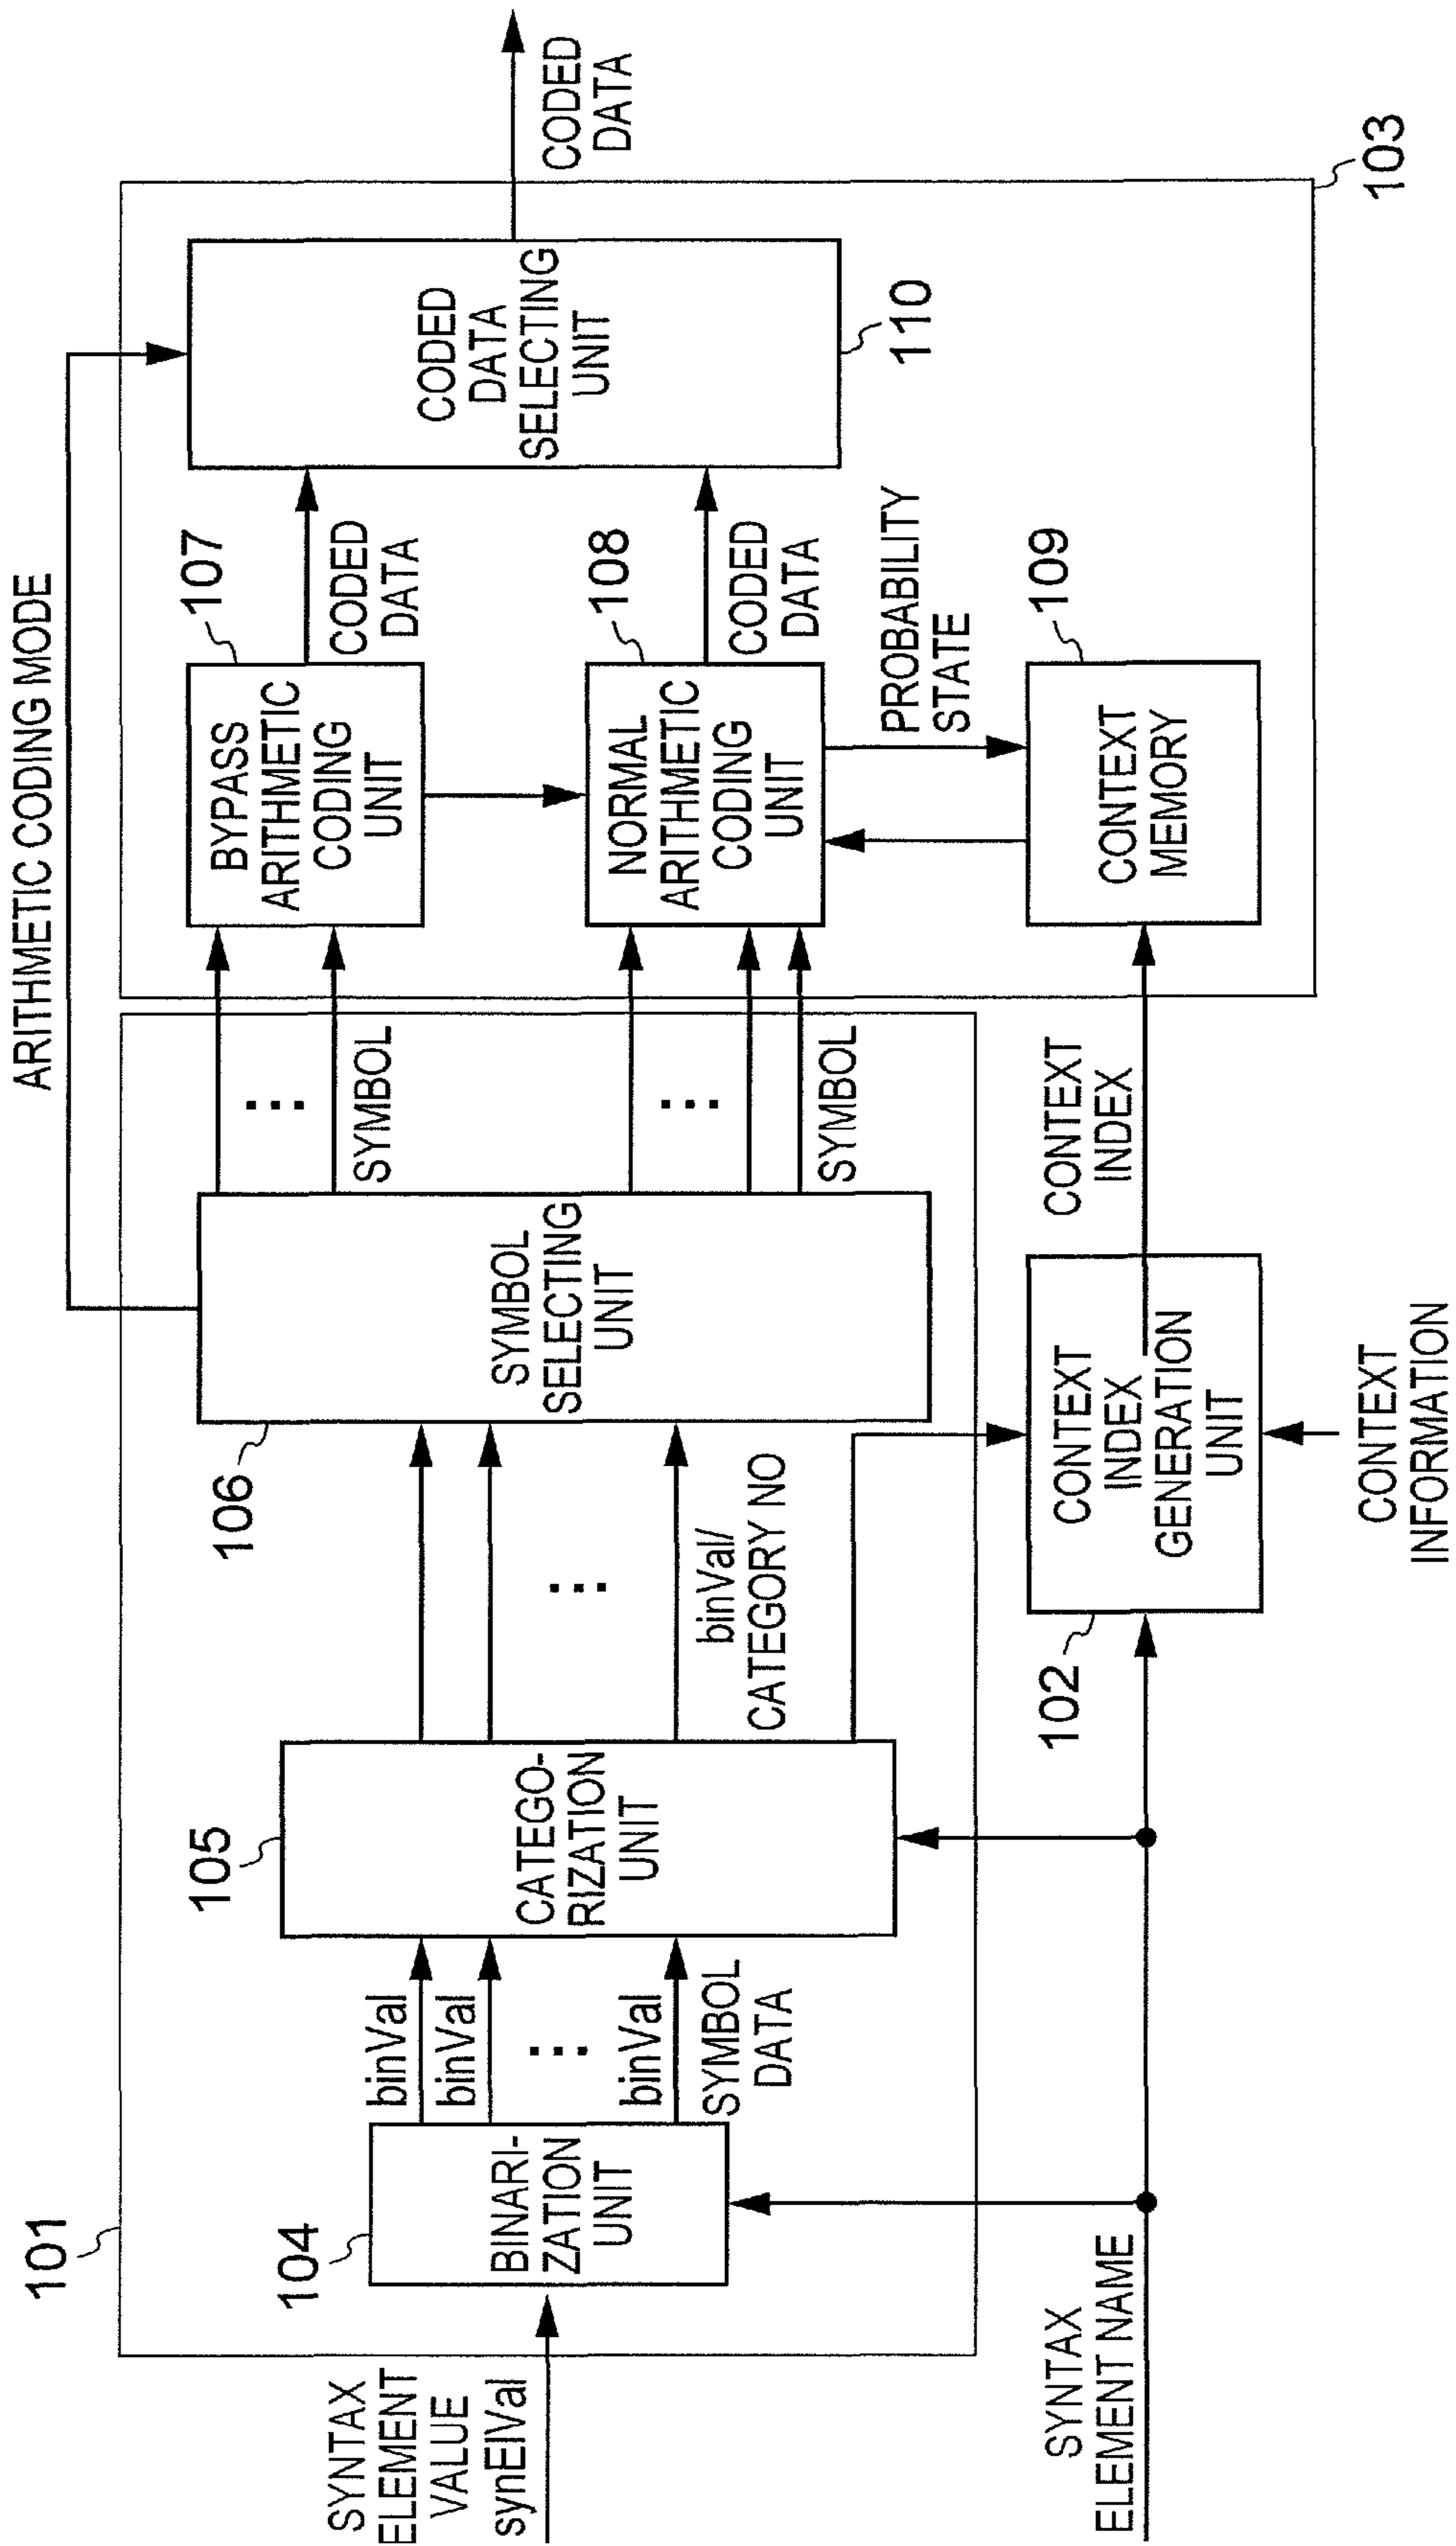 ARITHMETIC CODING MODE
101
SYNTAX
ELEMENT
VALUE
synElVal
104
BINARI-
ZATION
UNIT
binVal
binVal
...
binVal
SYMBOL
DATA
105
CATEGO-
RIZATION
UNIT
...
binVal/
CATEGORY NO
106
SYMBOL
SELECTING
UNIT
...
SYMBOL
...
SYMBOL
107
BYPASS
ARITHMETIC
CODING
UNIT
CODED
DATA
108
NORMAL
ARITHMETIC
CODING
UNIT
CODED
DATA
PROBABILITY
STATE
109
CONTEXT
MEMORY
CODED
DATA
SELECTING
UNIT
110
CODED
DATA
103
SYNTAX
ELEMENT NAME
102
CONTEXT
INDEX
GENERATION
UNIT
CONTEXT
INDEX
CONTEXT
INFORMATION